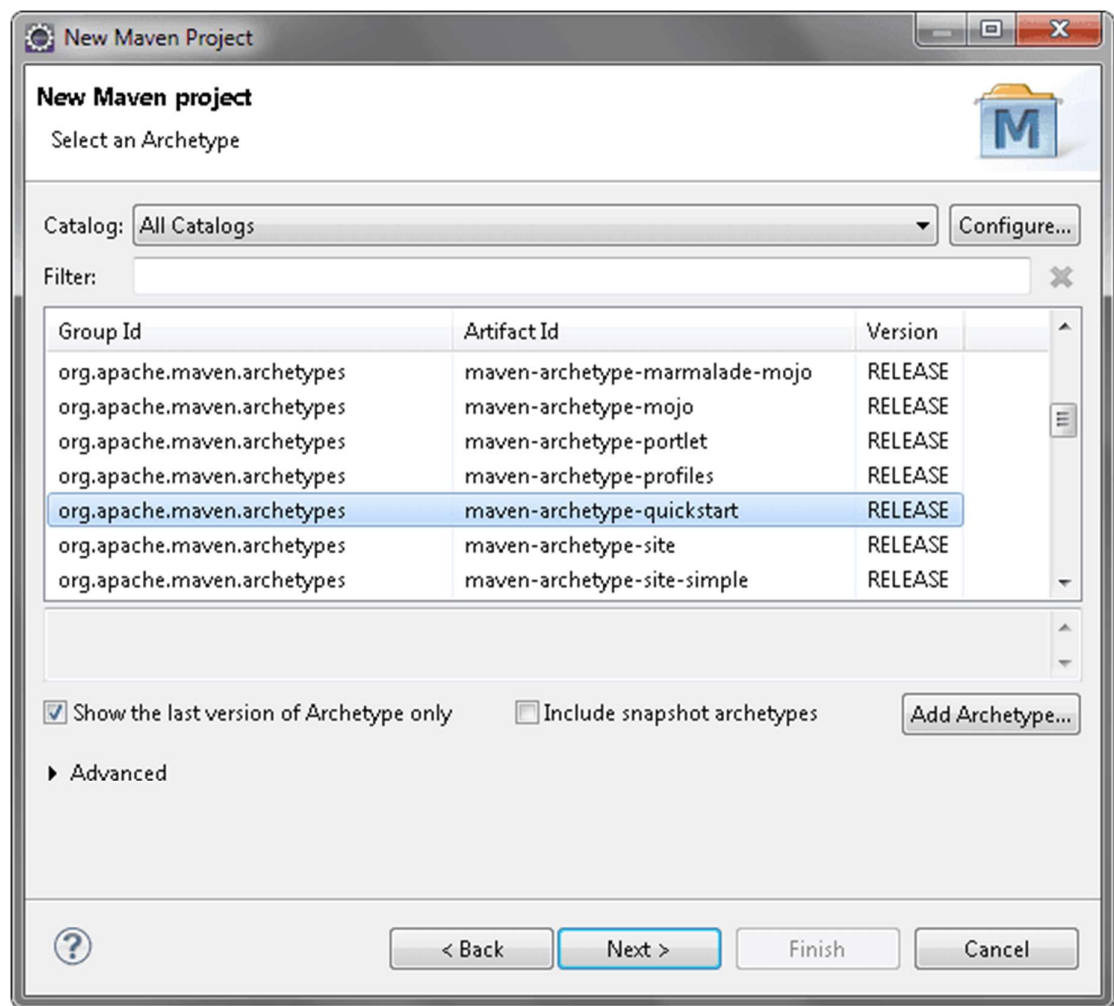 New Maven Project
New Maven project
Select an Archetype
M
Catalog: All Catalogs Configure...
Filter:
Group Id Artifact Id Version
org.apache.maven.archetypes maven-archetype-marmalade-mojo RELEASE
org.apache.maven.archetypes maven-archetype-mojo RELEASE
org.apache.maven.archetypes maven-archetype-portlet RELEASE
org.apache.maven.archetypes maven-archetype-profiles RELEASE
org.apache.maven.archetypes maven-archetype-quickstart RELEASE
org.apache.maven.archetypes maven-archetype-site RELEASE
org.apache.maven.archetypes maven-archetype-site-simple RELEASE
Show the last version of Archetype only Include snapshot archetypes Add Archetype...
Advanced
? < Back Next > Finish Cancel